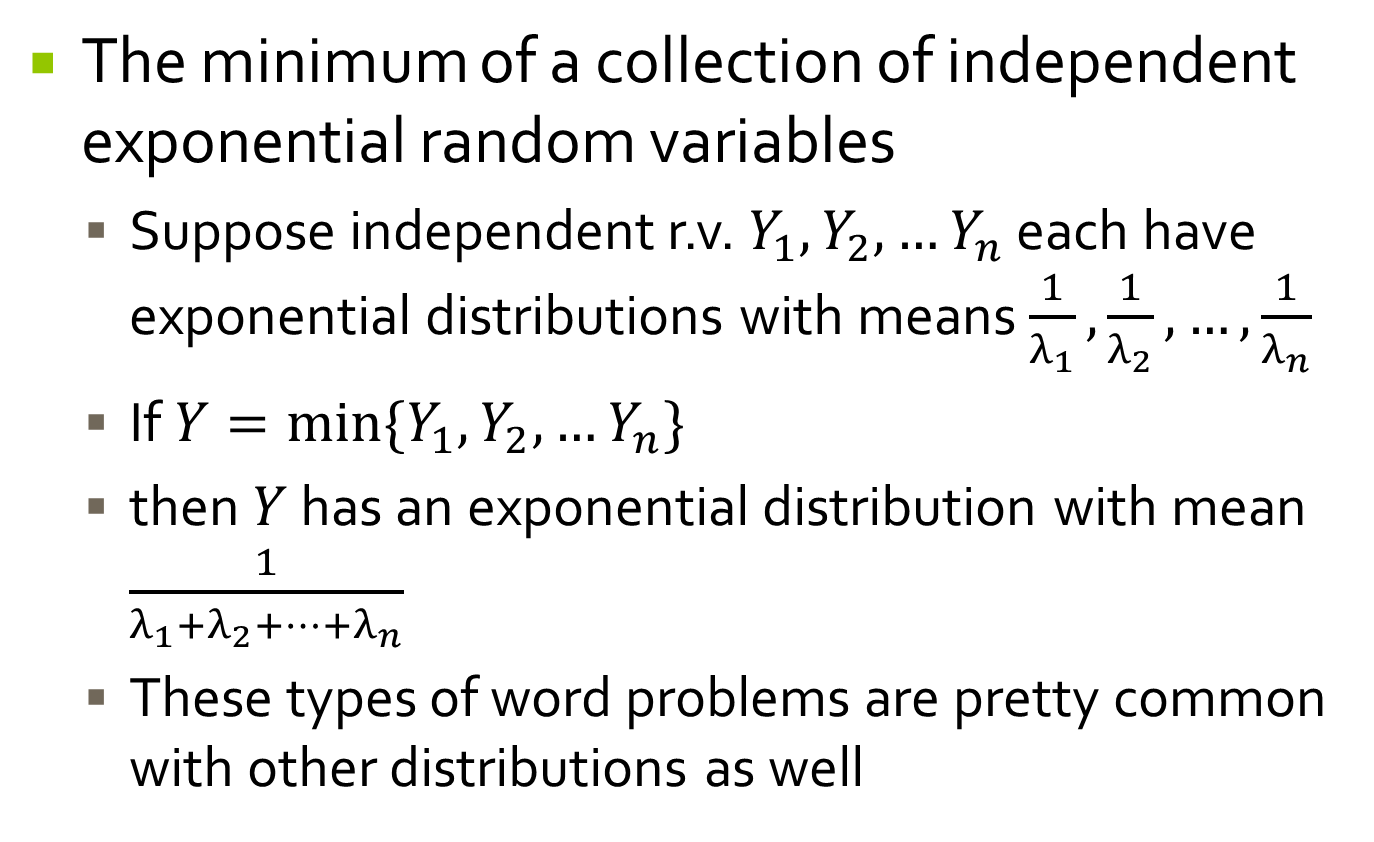 ▪ The minimum of a collection of independent
exponential random variables
▪ Suppose independent r.v. Y₁, Y₂, … Yₙ each have
exponential distributions with means 1/λ₁, 1/λ₂, … , 1/λₙ
▪ If Y = min{Y₁, Y₂, … Yₙ}
▪ then Y has an exponential distribution with mean
1/(λ₁+λ₂+⋯+λₙ)
▪ These types of word problems are pretty common
with other distributions as well